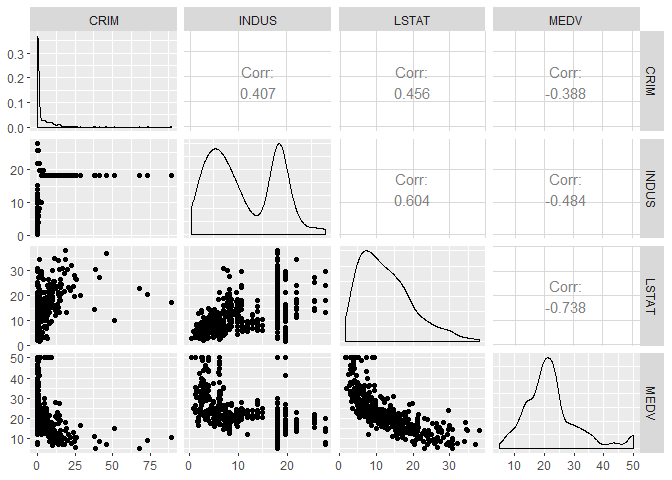 CRIM INDUS LSTAT MEDV
0.3
0.2
0.1
0.0
Corr:
0.407
Corr:
0.456
Corr:
-0.388
CRIM
20
10
0
Corr:
0.604
Corr:
-0.484
INDUS
30
20
10
0
Corr:
-0.738
LSTAT
50
40
30
20
10
MEDV
0 25 50 75 0 10 20 0 10 20 30 10 20 30 40 50